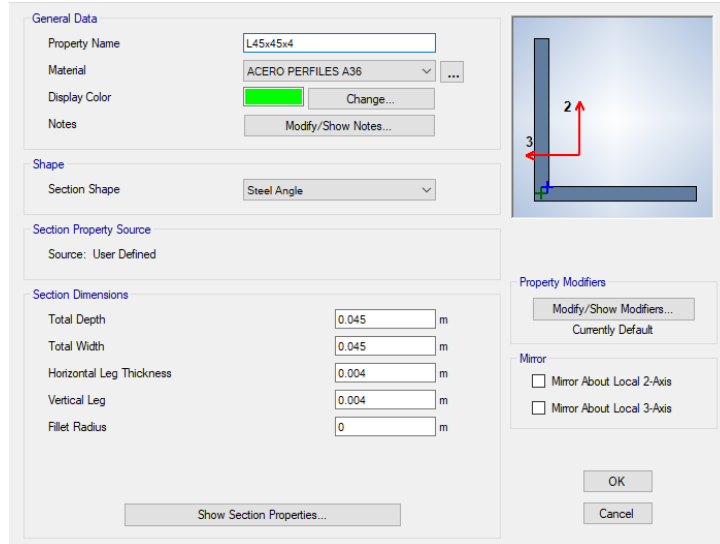 General Data
Property Name L45x45x4
Material ACERO PERFILES A36 ...
Display Color Change...
Notes Modify/Show Notes...
Shape
Section Shape Steel Angle
Section Property Source
Source: User Defined
Section Dimensions
Total Depth 0.045 m
Total Width 0.045 m
Horizontal Leg Thickness 0.004 m
Vertical Leg 0.004 m
Fillet Radius 0 m
Show Section Properties...
2
3
Property Modifiers
Modify/Show Modifiers...
Currently Default
Mirror
Mirror About Local 2-Axis
Mirror About Local 3-Axis
OK
Cancel